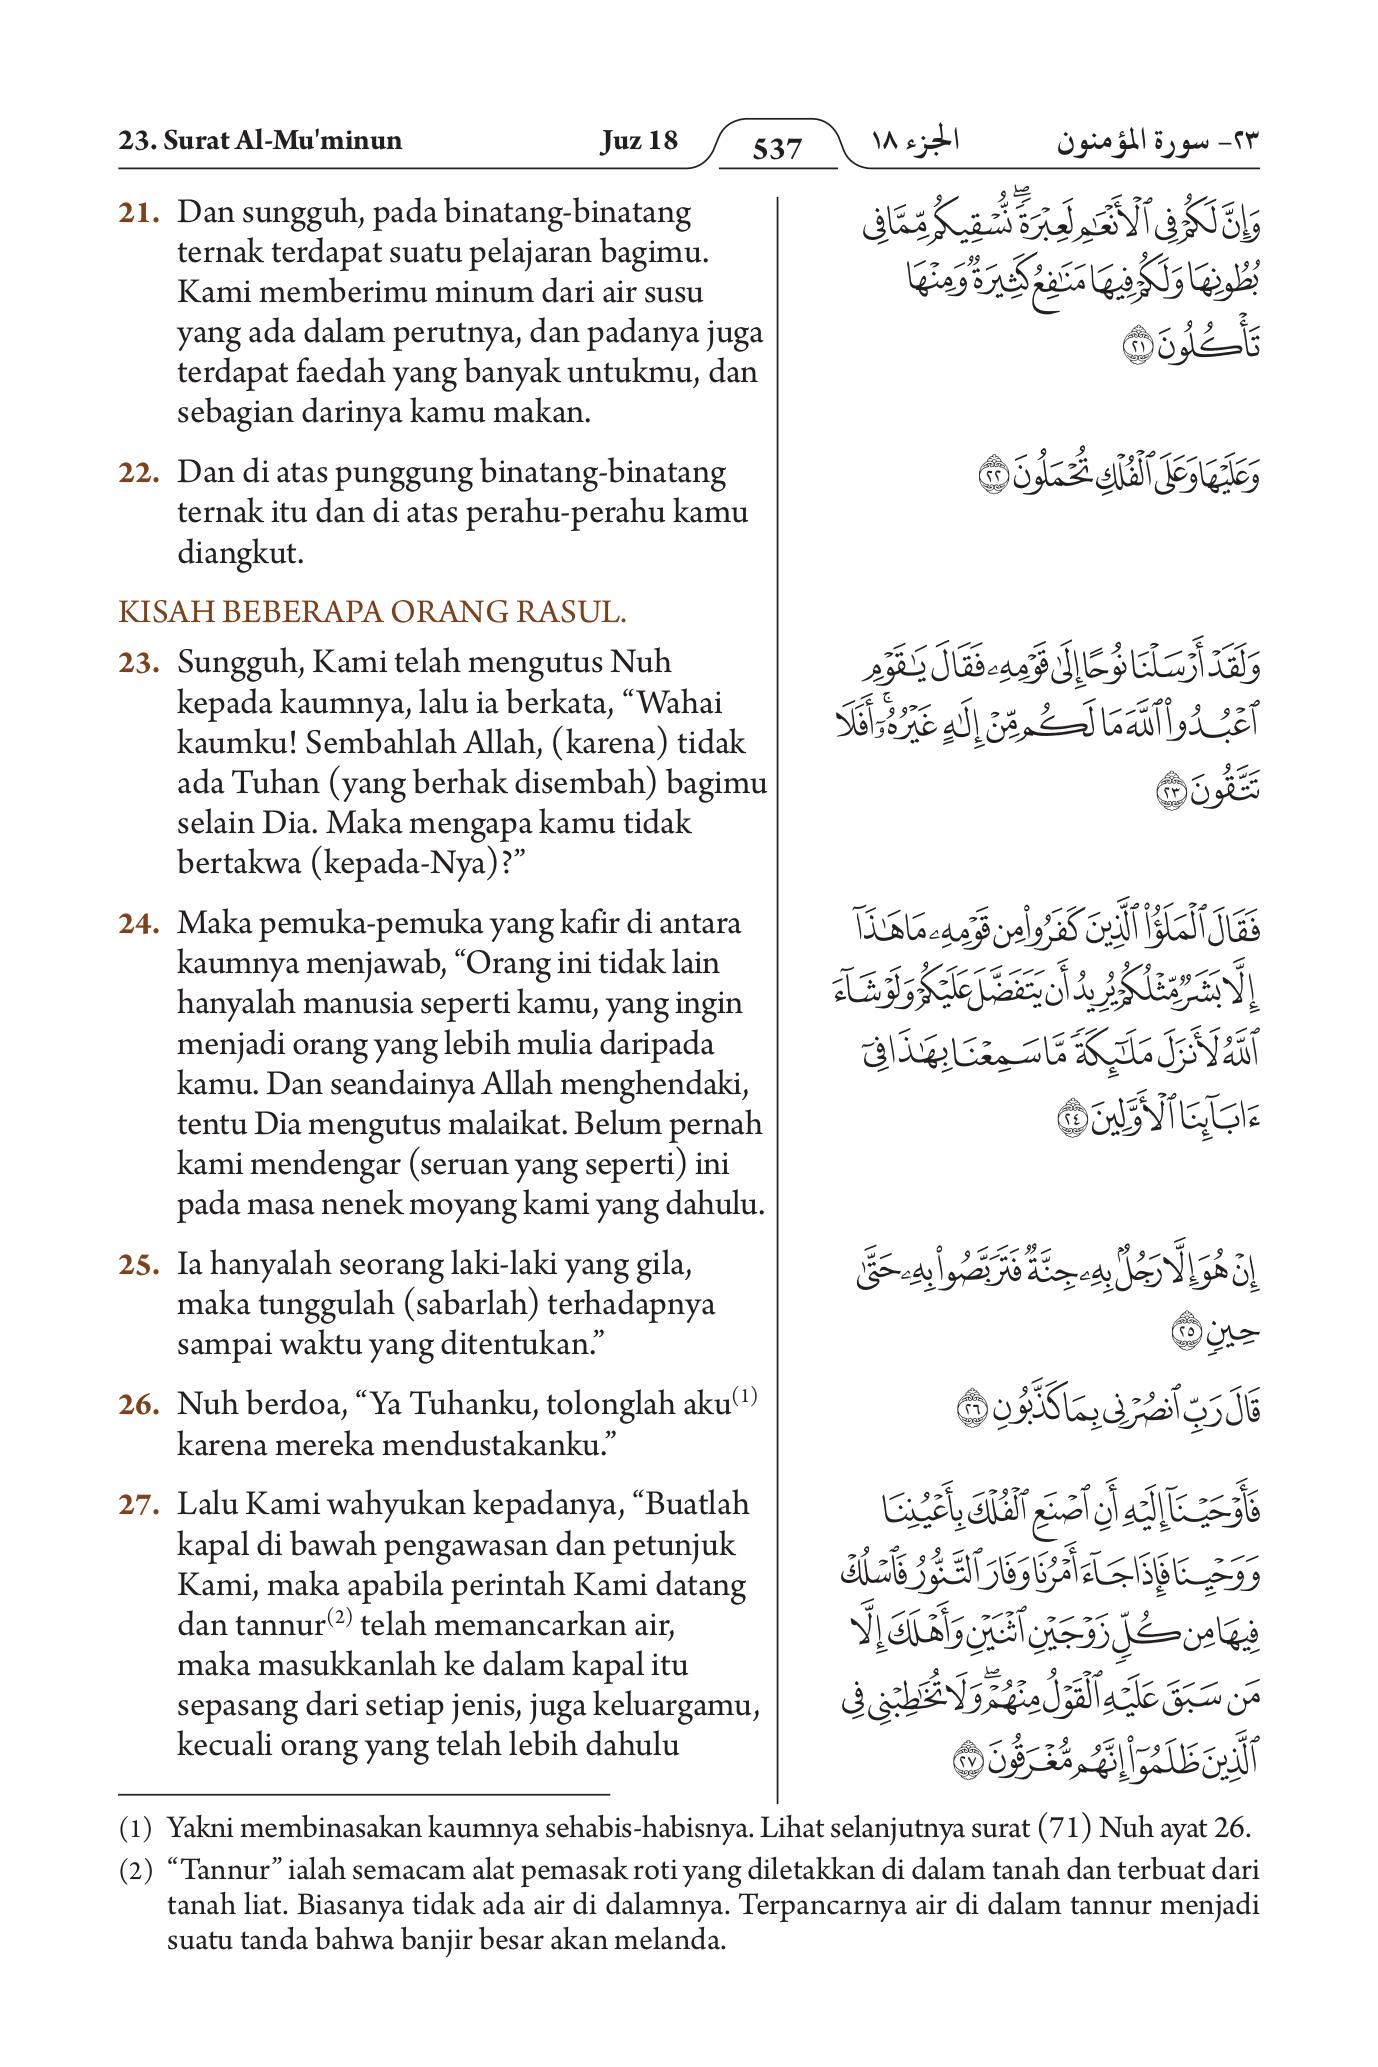 23. Surat Al-Mu'minun
Juz 18
537
الجزء ١٨
٢٣- سورة المؤمنون
21. Dan sungguh, pada binatang-binatang
ternak terdapat suatu pelajaran bagimu.
Kami memberimu minum dari air susu
yang ada dalam perutnya, dan padanya juga
terdapat faedah yang banyak untukmu, dan
sebagian darinya kamu makan.
22. Dan di atas punggung binatang-binatang
ternak itu dan di atas perahu-perahu kamu
diangkut.
KISAH BEBERAPA ORANG RASUL.
23. Sungguh, Kami telah mengutus Nuh
kepada kaumnya, lalu ia berkata, “Wahai
kaumku! Sembahlah Allah, (karena) tidak
ada Tuhan (yang berhak disembah) bagimu
selain Dia. Maka mengapa kamu tidak
bertakwa (kepada-Nya)?”
24. Maka pemuka-pemuka yang kafir di antara
kaumnya menjawab, “Orang ini tidak lain
hanyalah manusia seperti kamu, yang ingin
menjadi orang yang lebih mulia daripada
kamu. Dan seandainya Allah menghendaki,
tentu Dia mengutus malaikat. Belum pernah
kami mendengar (seruan yang seperti) ini
pada masa nenek moyang kami yang dahulu.
25. Ia hanyalah seorang laki-laki yang gila,
maka tunggulah (sabarlah) terhadapnya
sampai waktu yang ditentukan.”
26. Nuh berdoa, “Ya Tuhanku, tolonglah aku(1)
karena mereka mendustakanku.”
27. Lalu Kami wahyukan kepadanya, “Buatlah
kapal di bawah pengawasan dan petunjuk
Kami, maka apabila perintah Kami datang
dan tannur(2) telah memancarkan air,
maka masukkanlah ke dalam kapal itu
sepasang dari setiap jenis, juga keluargamu,
kecuali orang yang telah lebih dahulu
وَإِنَّ لَكُمْ فِي ٱلْأَنْعَٰمِ لَعِبْرَةً ۖ نُّسْقِيكُم مِّمَّا فِي
بُطُونِهَا وَلَكُمْ فِيهَا مَنَٰفِعُ كَثِيرَةٌ وَمِنْهَا
تَأْكُلُونَ ٢١
وَعَلَيْهَا وَعَلَى ٱلْفُلْكِ تُحْمَلُونَ ٢٢
وَلَقَدْ أَرْسَلْنَا نُوحًا إِلَىٰ قَوْمِهِۦ فَقَالَ يَٰقَوْمِ
ٱعْبُدُوا۟ ٱللَّهَ مَا لَكُم مِّنْ إِلَٰهٍ غَيْرُهُۥٓ ۚ أَفَلَا
تَتَّقُونَ ٢٣
فَقَالَ ٱلْمَلَؤُا۟ ٱلَّذِينَ كَفَرُوا۟ مِن قَوْمِهِۦ مَا هَٰذَآ
إِلَّا بَشَرٌ مِّثْلُكُمْ يُرِيدُ أَن يَتَفَضَّلَ عَلَيْكُمْ وَلَوْ شَآءَ
ٱللَّهُ لَأَنزَلَ مَلَٰٓئِكَةً مَّا سَمِعْنَا بِهَٰذَا فِيٓ
ءَابَآئِنَا ٱلْأَوَّلِينَ ٢٤
إِنْ هُوَ إِلَّا رَجُلٌۢ بِهِۦ جِنَّةٌ فَتَرَبَّصُوا۟ بِهِۦ حَتَّىٰ
حِينٍ ٢٥
قَالَ رَبِّ ٱنصُرْنِي بِمَا كَذَّبُونِ ٢٦
فَأَوْحَيْنَآ إِلَيْهِ أَنِ ٱصْنَعِ ٱلْفُلْكَ بِأَعْيُنِنَا
وَوَحْيِنَا فَإِذَا جَآءَ أَمْرُنَا وَفَارَ ٱلتَّنُّورُ فَٱسْلُكْ
فِيهَا مِن كُلٍّ زَوْجَيْنِ ٱثْنَيْنِ وَأَهْلَكَ إِلَّا
مَن سَبَقَ عَلَيْهِ ٱلْقَوْلُ مِنْهُمْ ۖ وَلَا تُخَٰطِبْنِي فِي
ٱلَّذِينَ ظَلَمُوٓا۟ إِنَّهُم مُّغْرَقُونَ ٢٧
(1) Yakni membinasakan kaumnya sehabis-habisnya. Lihat selanjutnya surat (71) Nuh ayat 26.
(2) “Tannur” ialah semacam alat pemasak roti yang diletakkan di dalam tanah dan terbuat dari
tanah liat. Biasanya tidak ada air di dalamnya. Terpancarnya air di dalam tannur menjadi
suatu tanda bahwa banjir besar akan melanda.